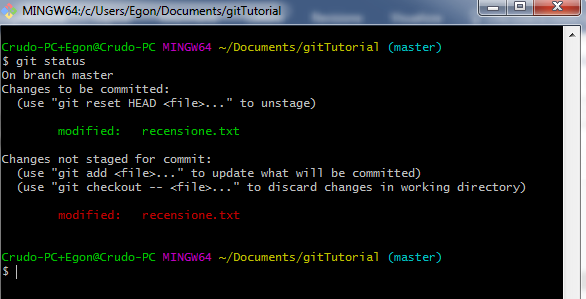 MINGW64:/c/Users/Egon/Documents/gitTutorial
Crudo-PC+Egon@Crudo-PC MINGW64 ~/Documents/gitTutorial (master)
$ git status
On branch master
Changes to be committed:
  (use "git reset HEAD <file>..." to unstage)
        modified:   recensione.txt
Changes not staged for commit:
  (use "git add <file>..." to update what will be committed)
  (use "git checkout -- <file>..." to discard changes in working directory)
        modified:   recensione.txt
Crudo-PC+Egon@Crudo-PC MINGW64 ~/Documents/gitTutorial (master)
$